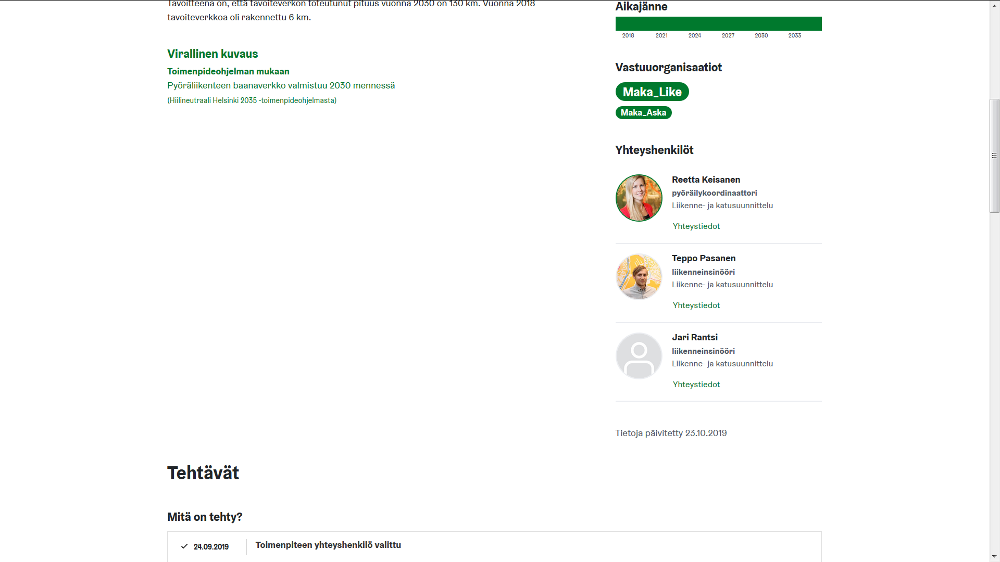 Tavoitteena on, että tavoiteverkon toteutunut pituus vuonna 2030 on 130 km. Vuonna 2018
tavoiteverkkoa oli rakennettu 6 km.
Virallinen kuvaus
Toimenpideohjelman mukaan
Pyöräliikenteen baanaverkko valmistuu 2030 mennessä
(Hiilineutraali Helsinki 2035 -toimenpideohjelmasta)
Aikajänne
2018 2021 2024 2027 2030 2033
Vastuuorganisaatiot
Maka_Like
Maka_Aska
Yhteyshenkilöt
Reetta Keisanen
pyöräilykoordinaattori
Liikenne- ja katusuunnittelu
Yhteystiedot
Teppo Pasanen
liikenneinsinööri
Liikenne- ja katusuunnittelu
Yhteystiedot
Jari Rantsi
liikenneinsinööri
Liikenne- ja katusuunnittelu
Yhteystiedot
Tietoja päivitetty 23.10.2019
Tehtävät
Mitä on tehty?
24.09.2019 Toimenpiteen yhteyshenkilö valittu